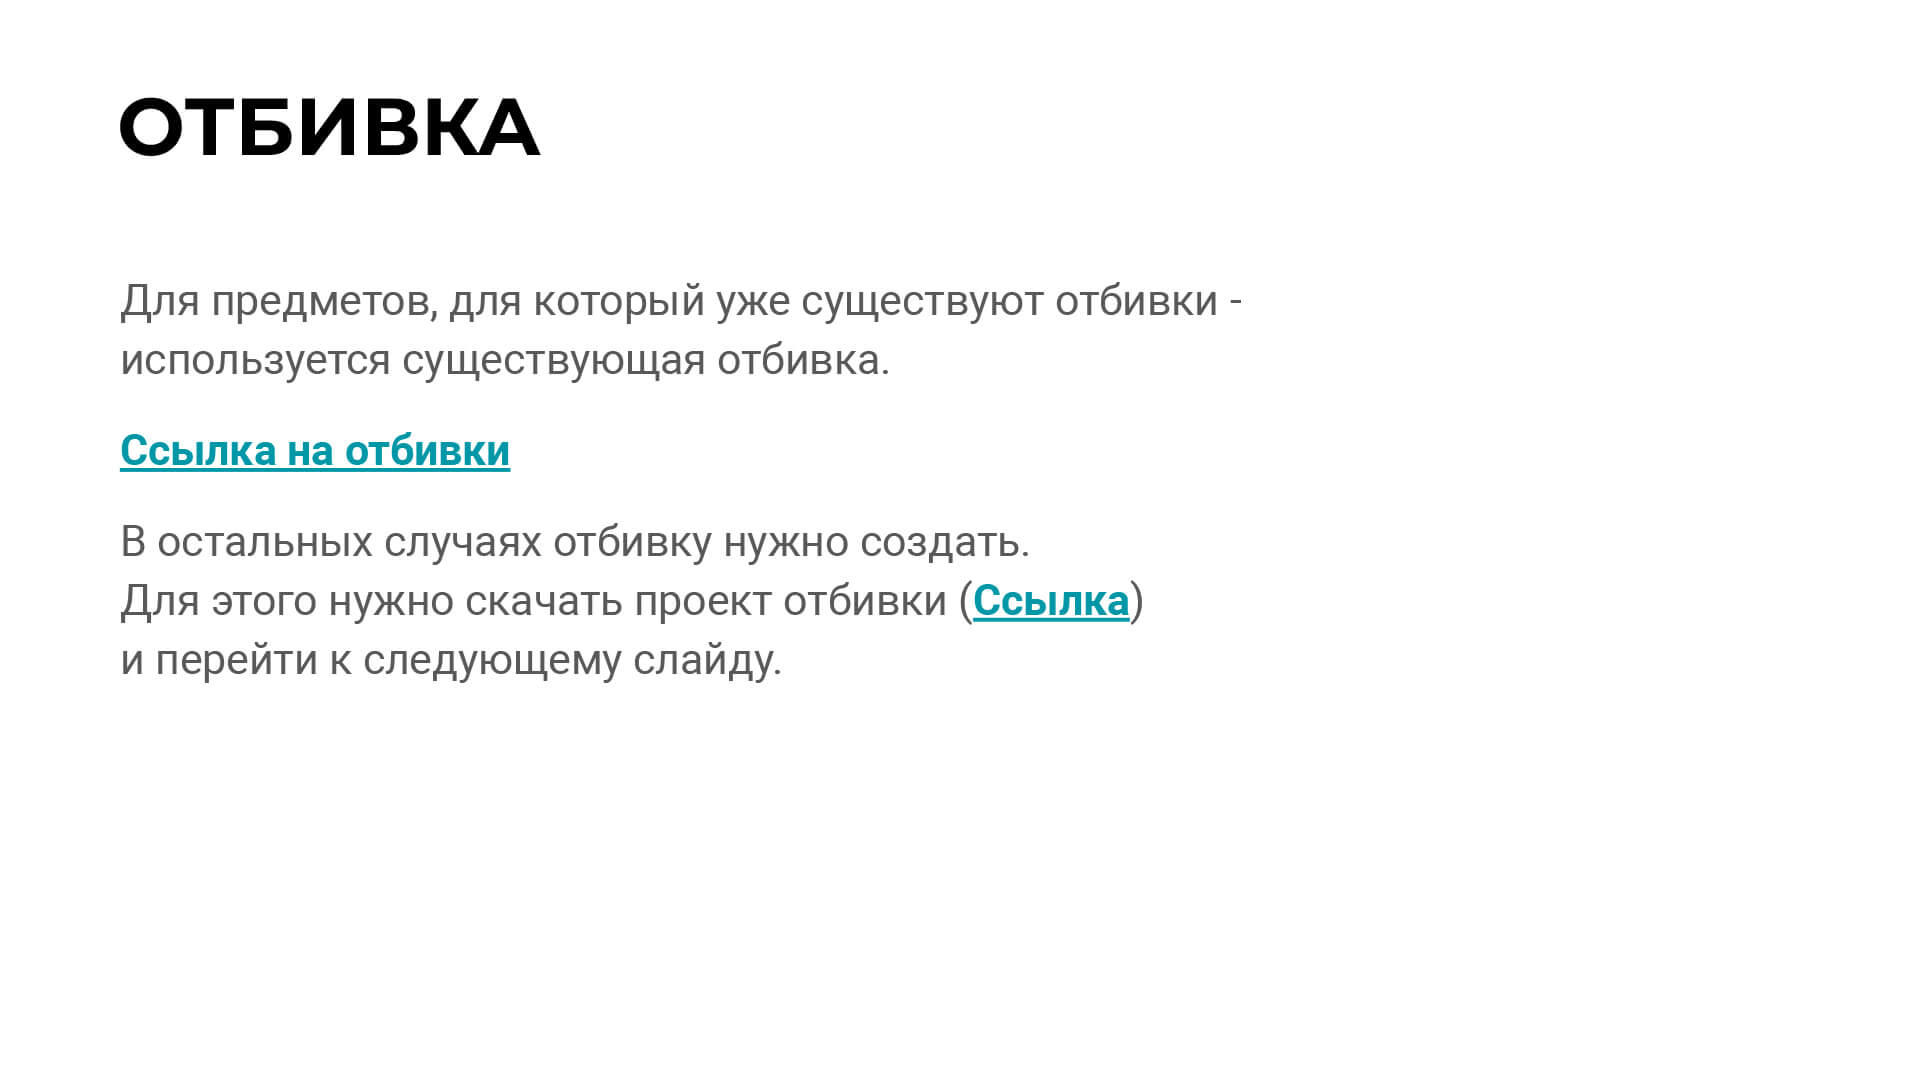 ОТБИВКА
Для предметов, для который уже существуют отбивки -
используется существующая отбивка.
Ссылка на отбивки
В остальных случаях отбивку нужно создать.
Для этого нужно скачать проект отбивки (Ссылка)
и перейти к следующему слайду.